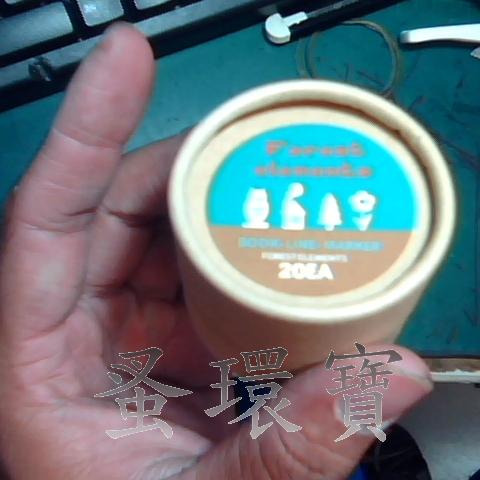 Forest
elements
BOOK-LINE-MARKER
FOREST ELEMENTS
20EA
蚤環寶